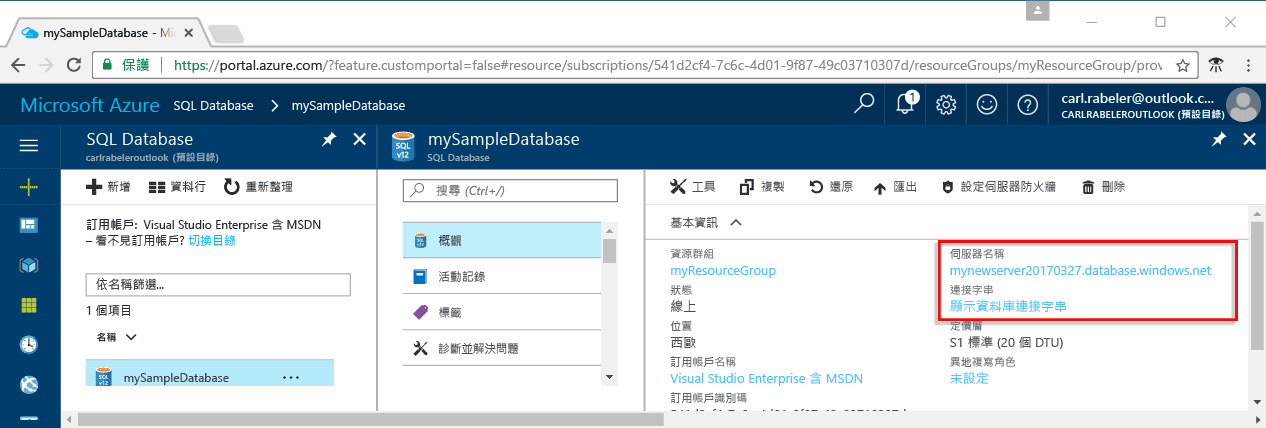 mySampleDatabase - Mi
保護 https://portal.azure.com/?feature.customportal=false#resource/subscriptions/541d2cf4-7c6c-4d01-9f87-49c03710307d/resourceGroups/myResourceGroup/prov
Microsoft Azure SQL Database > mySampleDatabase 1 carl.rabeler@outlook.c...
CARLRABELEROUTLOOK (預設目錄)
SQL Database
carlrabeleroutlook (預設目錄)
新增 資料行 重新整理
訂用帳戶: Visual Studio Enterprise 含 MSDN
– 看不見訂用帳戶? 切換目錄
依名稱篩選...
1 個項目
名稱
mySampleDatabase ...
SQL
v12
mySampleDatabase
SQL Database
搜尋 (Ctrl+/)
概觀
活動記錄
標籤
診斷並解決問題
工具 複製 還原 匯出 設定伺服器防火牆 刪除
基本資訊
資源群組
myResourceGroup
狀態
線上
位置
西歐
訂用帳戶名稱
Visual Studio Enterprise 含 MSDN
訂用帳戶識別碼
伺服器名稱
mynewserver20170327.database.windows.net
連接字串
顯示資料庫連接字串
定價層
S1 標準 (20 個 DTU)
異地複寫角色
未設定